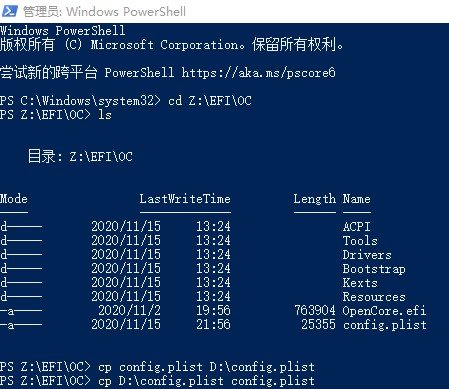 管理员: Windows PowerShell
Windows PowerShell
版权所有 (C) Microsoft Corporation。保留所有权利。
尝试新的跨平台 PowerShell https://aka.ms/pscore6
PS C:\Windows\system32> cd Z:\EFI\OC
PS Z:\EFI\OC> ls
目录: Z:\EFI\OC
Mode LastWriteTime Length Name
d----- 2020/11/15 13:24 ACPI
d----- 2020/11/15 13:24 Tools
d----- 2020/11/15 13:24 Drivers
d----- 2020/11/15 13:24 Bootstrap
d----- 2020/11/15 13:24 Kexts
d----- 2020/11/15 13:24 Resources
-a---- 2020/11/2 19:56 763904 OpenCore.efi
-a---- 2020/11/15 21:56 25355 config.plist
PS Z:\EFI\OC> cp config.plist D:\config.plist
PS Z:\EFI\OC> cp D:\config.plist config.plist